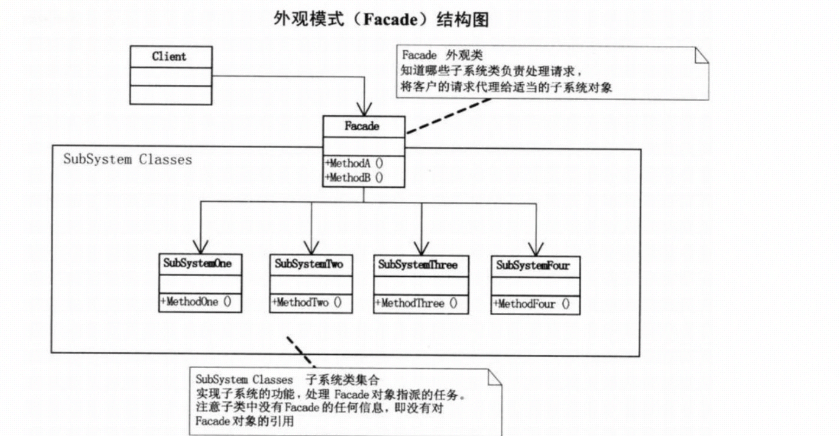 外观模式（Facade）结构图
Client
Facade 外观类
知道哪些子系统类负责处理请求，
将客户的请求代理给适当的子系统对象
Facade
+MethodA ()
+MethodB ()
SubSystem Classes
SubSystemOne
+MethodOne ()
SubSystemTwo
+MethodTwo ()
SubSystemThree
+MethodThree ()
SubSystemFour
+MethodFour ()
SubSystem Classes 子系统类集合
实现子系统的功能，处理 Facade 对象指派的任务。
注意子类中没有 Facade 的任何信息，即没有对
Facade 对象的引用